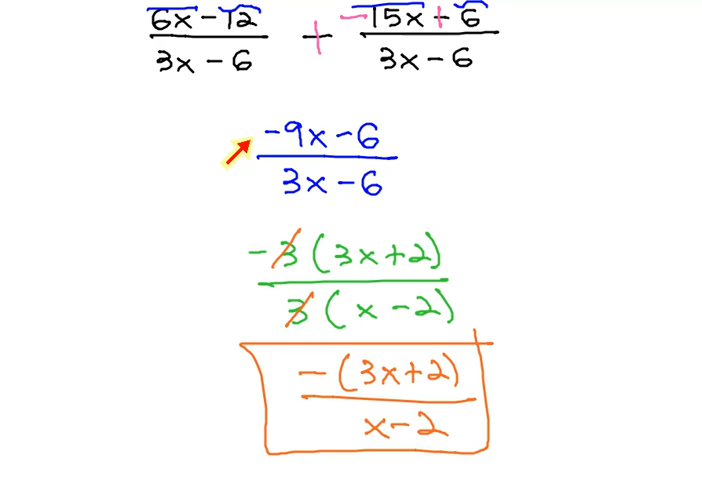 6x - 12 + -15x + 6
3x - 6 3x - 6
-9x - 6
3x - 6
-3(3x+2)
3(x - 2)
-(3x+2)
x - 2